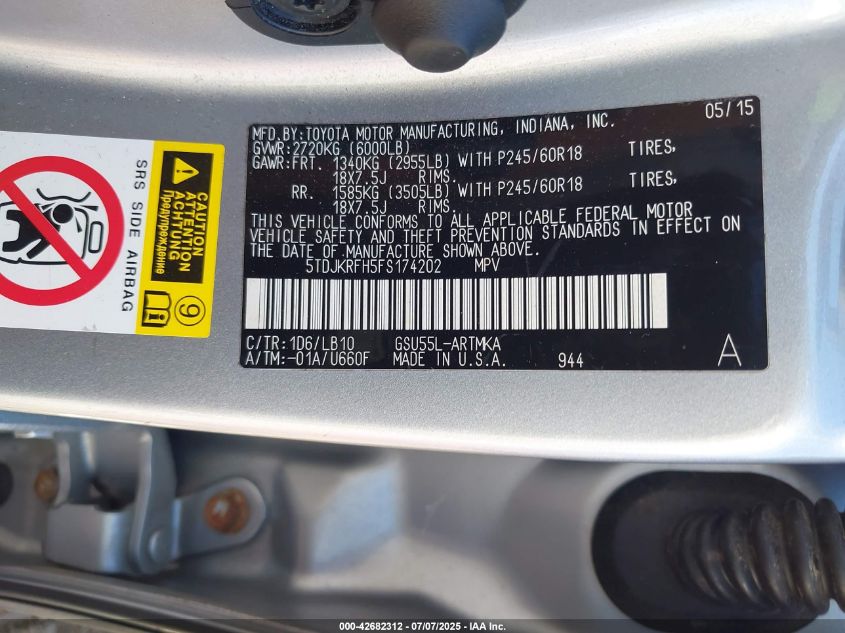 05/15
MFD.BY:TOYOTA MOTOR MANUFACTURING, INDIANA, INC.
GVWR:2720KG (6000LB)
GAWR:FRT. 1340KG (2955LB) WITH P245/60R18 TIRES,
18X7.5J RIMS.
RR. 1585KG (3505LB) WITH P245/60R18 TIRES,
18X7.5J RIMS.
THIS VEHICLE CONFORMS TO ALL APPLICABLE FEDERAL MOTOR
VEHICLE SAFETY AND THEFT PREVENTION STANDARDS IN EFFECT ON
THE DATE OF MANUFACTURE SHOWN ABOVE.
5TDJKRFH5FS174202 MPV
C/TR:1D6/LB10 GSU55L-ARTMKA
A/TM:-01A/U660F MADE IN U.S.A. 944 A
SRS SIDE AIRBAG
CAUTION
ATTENTION
ACHTUNG
Предупреждение
9
000-42682312 - 07/07/2025 - IAA Inc.